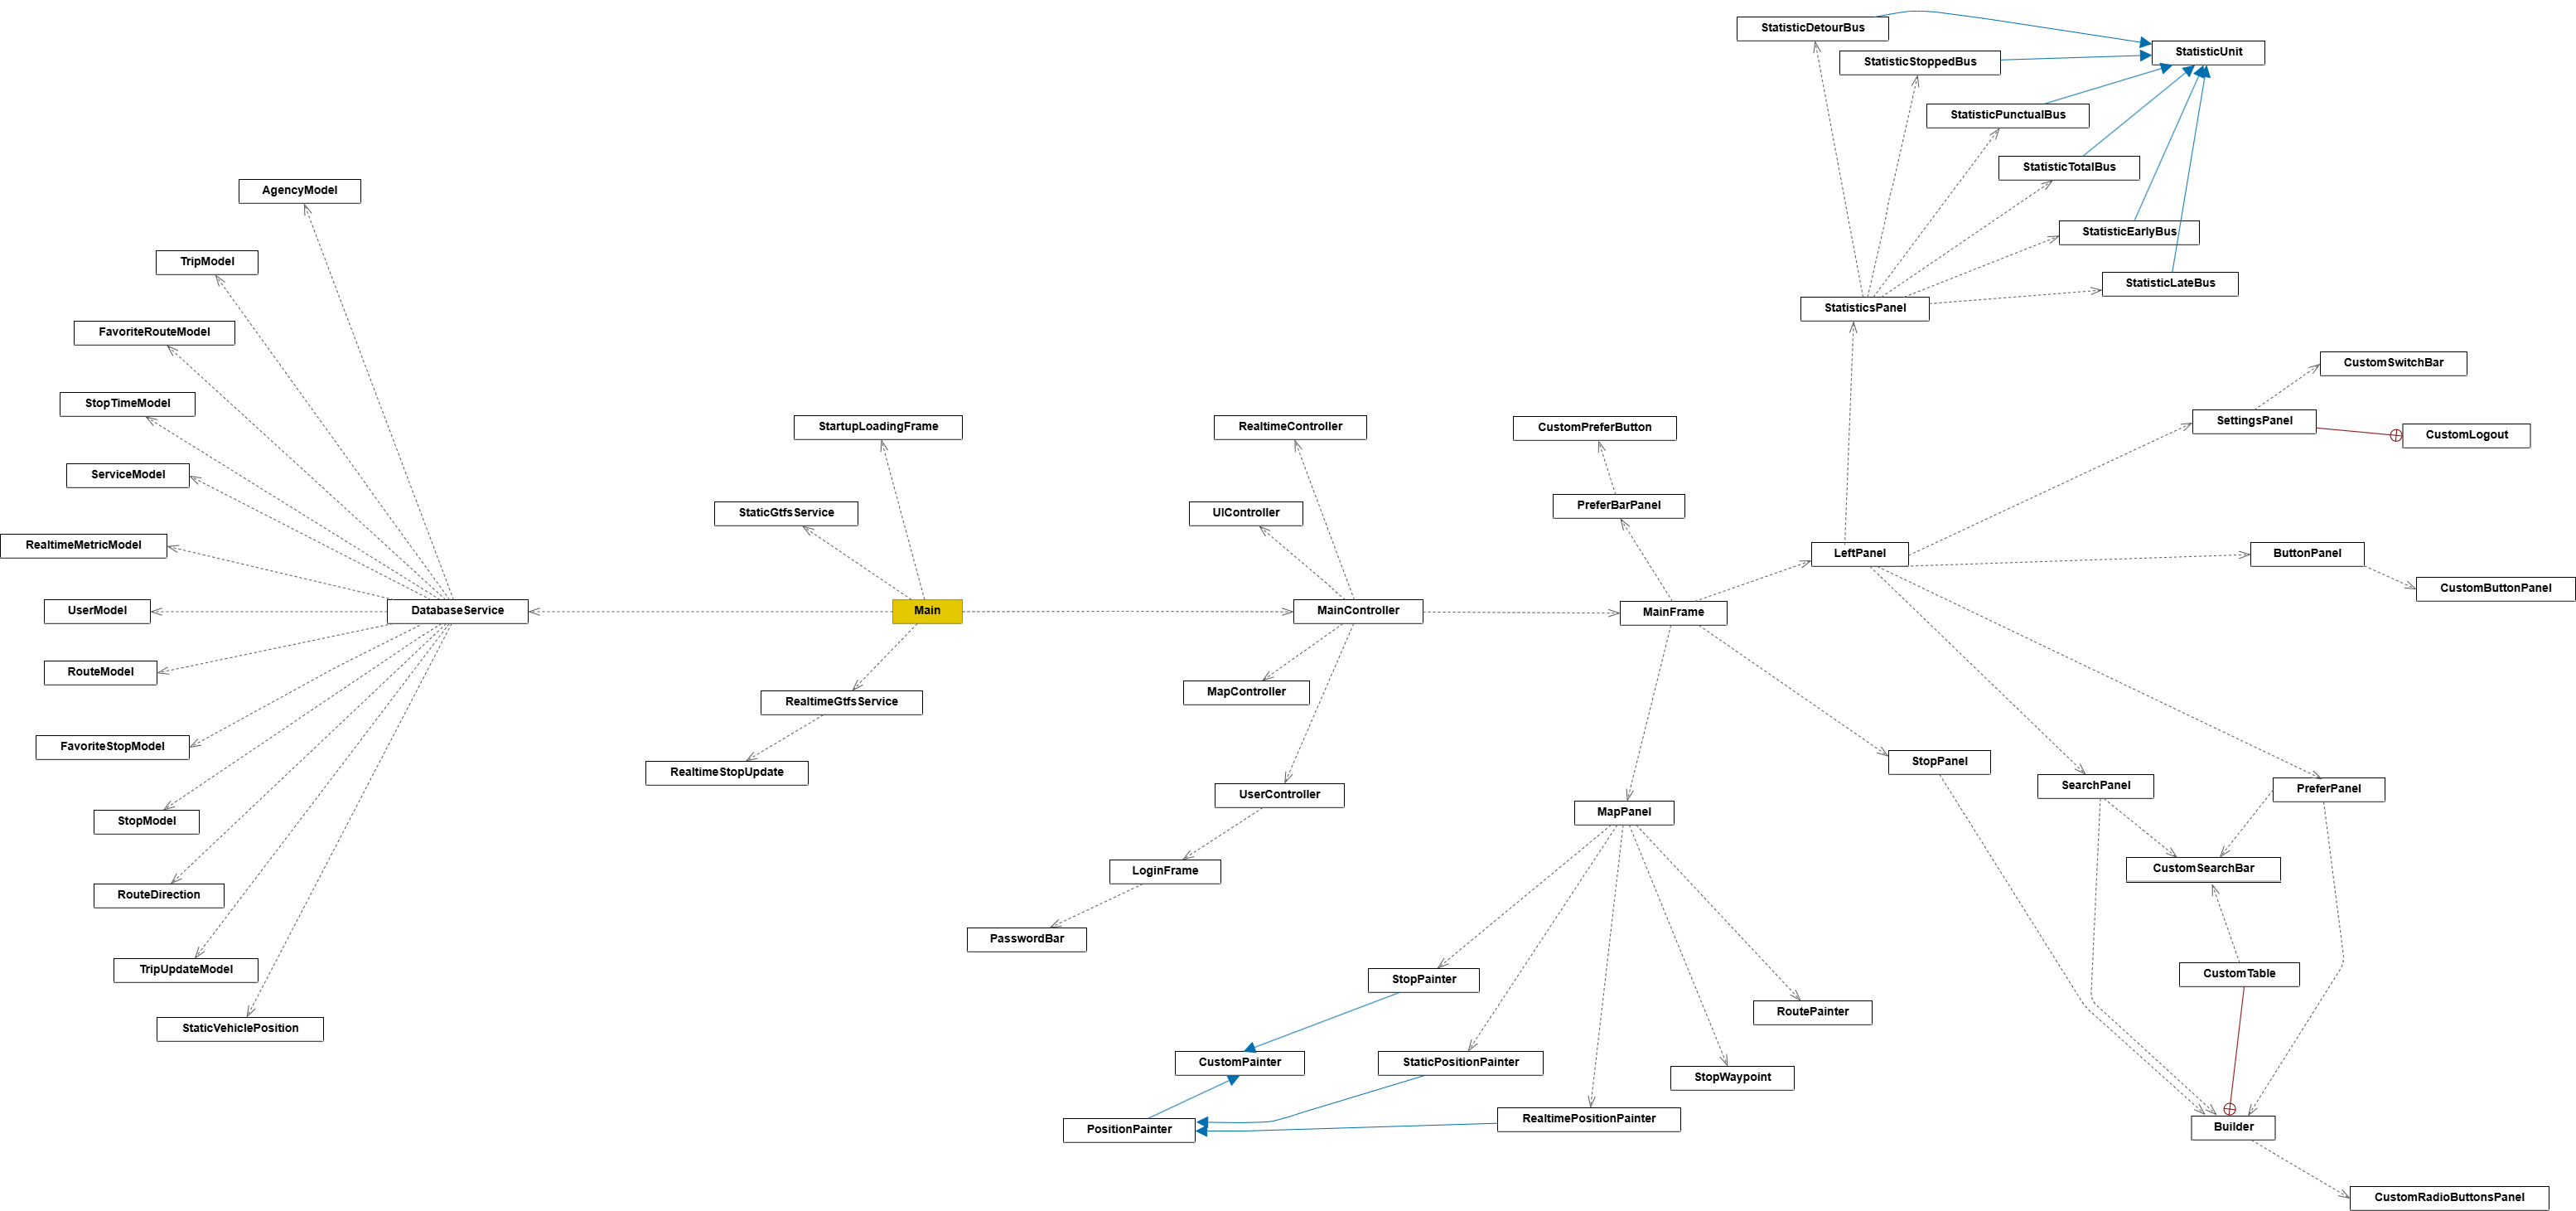 StatisticDetourBus
StatisticUnit
StatisticStoppedBus
StatisticPunctualBus
StatisticTotalBus
AgencyModel
StatisticEarlyBus
TripModel
StatisticLateBus
StatisticsPanel
FavoriteRouteModel
CustomSwitchBar
StopTimeModel
SettingsPanel
StartupLoadingFrame
RealtimeController
CustomPreferButton
CustomLogout
ServiceModel
PreferBarPanel
StaticGtfsService
UIController
RealtimeMetricModel
LeftPanel
ButtonPanel
CustomButtonPanel
UserModel
DatabaseService
Main
MainController
MainFrame
RouteModel
MapController
RealtimeGtfsService
FavoriteStopModel
StopPanel
RealtimeStopUpdate
SearchPanel
PreferPanel
UserController
MapPanel
StopModel
CustomSearchBar
LoginFrame
RouteDirection
PasswordBar
TripUpdateModel
CustomTable
StopPainter
RoutePainter
StaticVehiclePosition
CustomPainter
StaticPositionPainter
StopWaypoint
RealtimePositionPainter
Builder
PositionPainter
CustomRadioButtonsPanel